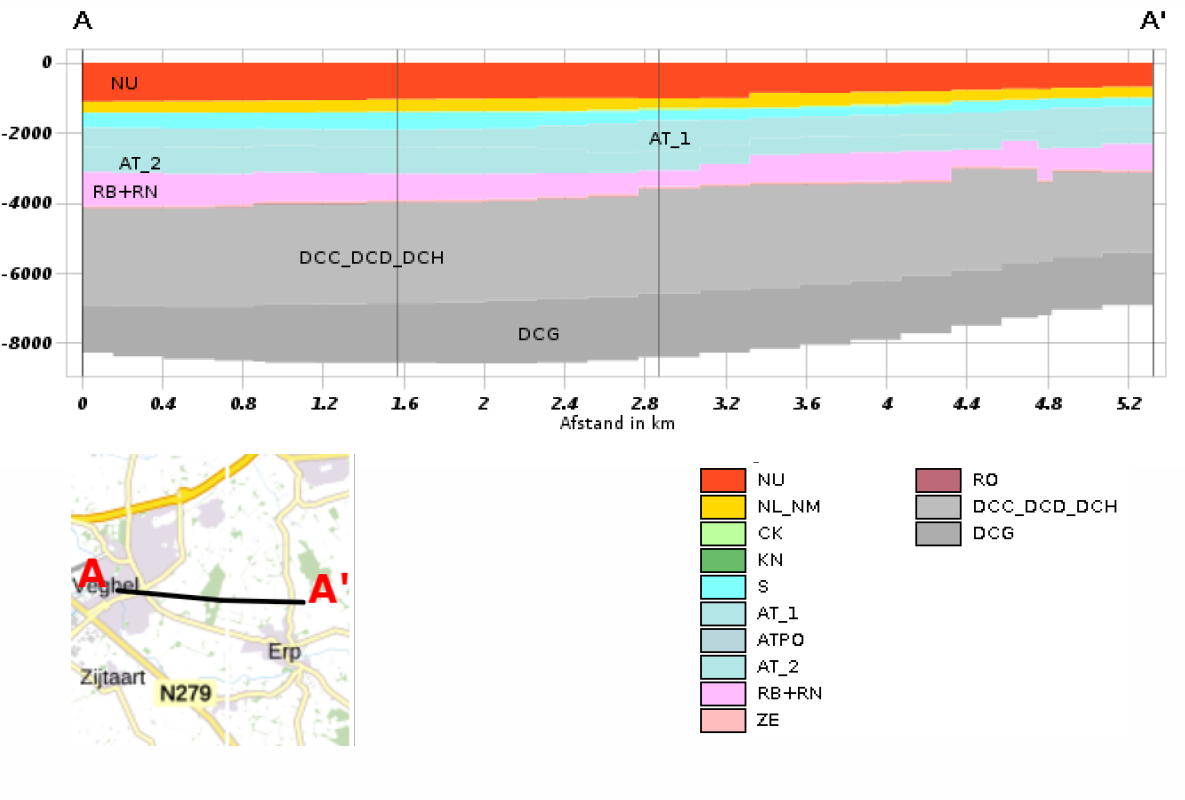 A A'
0
NU
-2000
AT_1
AT_2
RB+RN
-4000
DCC_DCD_DCH
-6000
DCG
-8000
0 0.4 0.8 1.2 1.6 2 2.4 2.8 3.2 3.6 4 4.4 4.8 5.2
Afstand in km
A A'
Veghel
Erp
Zijtaart
N279
NU
NL_NM
CK
KN
S
AT_1
ATPO
AT_2
RB+RN
ZE
RO
DCC_DCD_DCH
DCG